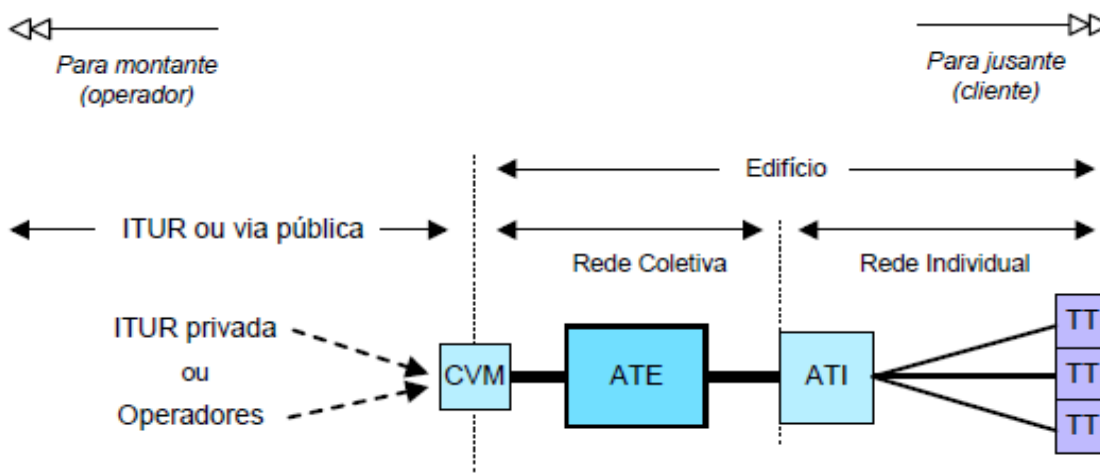 Para montante
(operador)
Para jusante
(cliente)
Edifício
ITUR ou via pública
Rede Coletiva
Rede Individual
ITUR privada
ou
Operadores
CVM
ATE
ATI
TT
TT
TT